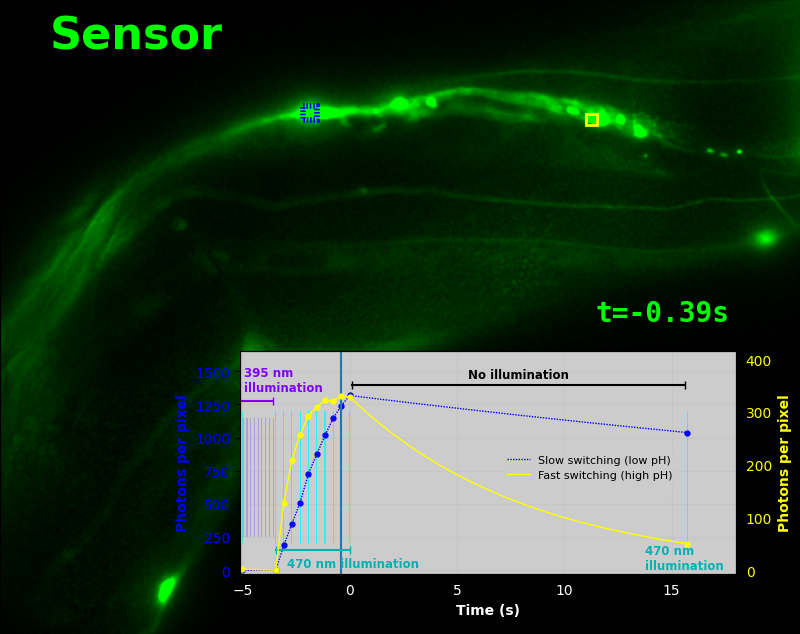 Sensor
t=-0.39s
395 nm
illumination
No illumination
Slow switching (low pH)
Fast switching (high pH)
470 nm illumination
470 nm
illumination
Photons per pixel
1500
1250
1000
750
500
250
0
Photons per pixel
400
300
200
100
0
−5
0
5
10
15
Time (s)